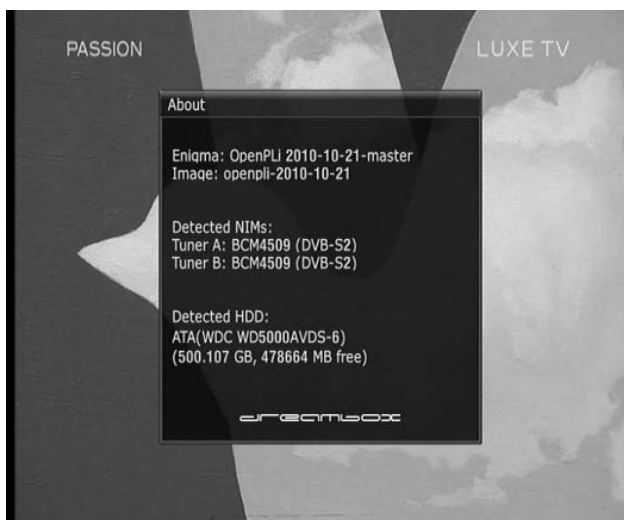 PASSION
LUXE TV
About
Enigma: OpenPLi 2010-10-21-master
Image: openpli-2010-10-21
Detected NIMs:
Tuner A: BCM4509 (DVB-S2)
Tuner B: BCM4509 (DVB-S2)
Detected HDD:
ATA(WDC WD5000AVDS-6)
(500.107 GB, 478664 MB free)
dreambox